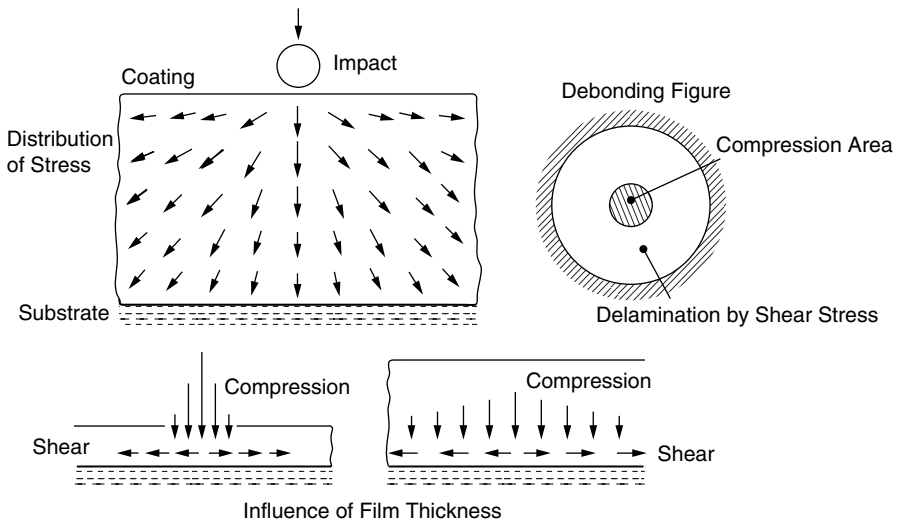 Coating
Impact
Distribution
of Stress
Substrate
Debonding Figure
Compression Area
Delamination by Shear Stress
Compression
Shear
Compression
Shear
Influence of Film Thickness